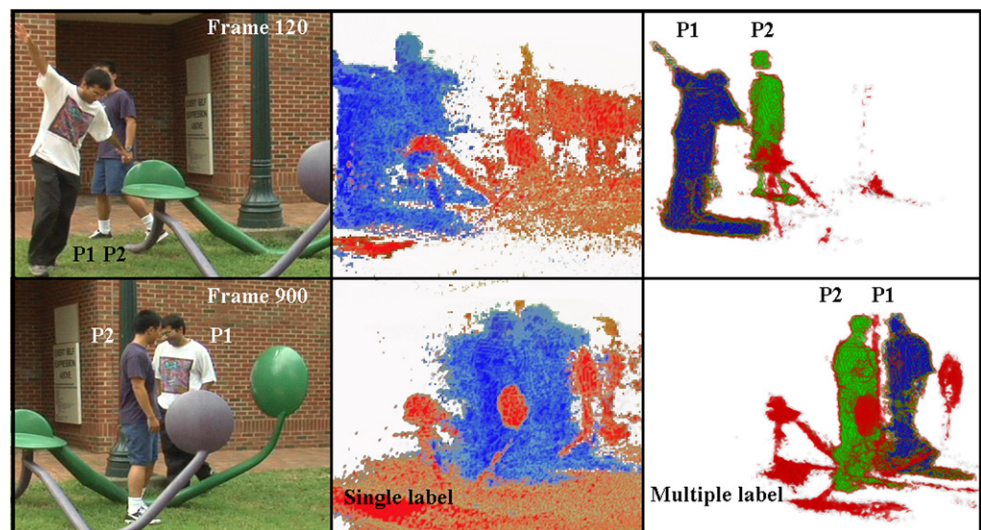 Frame 120
P1 P2
P1 P2
Frame 900
P2 P1
Single label
P2 P1
Multiple label